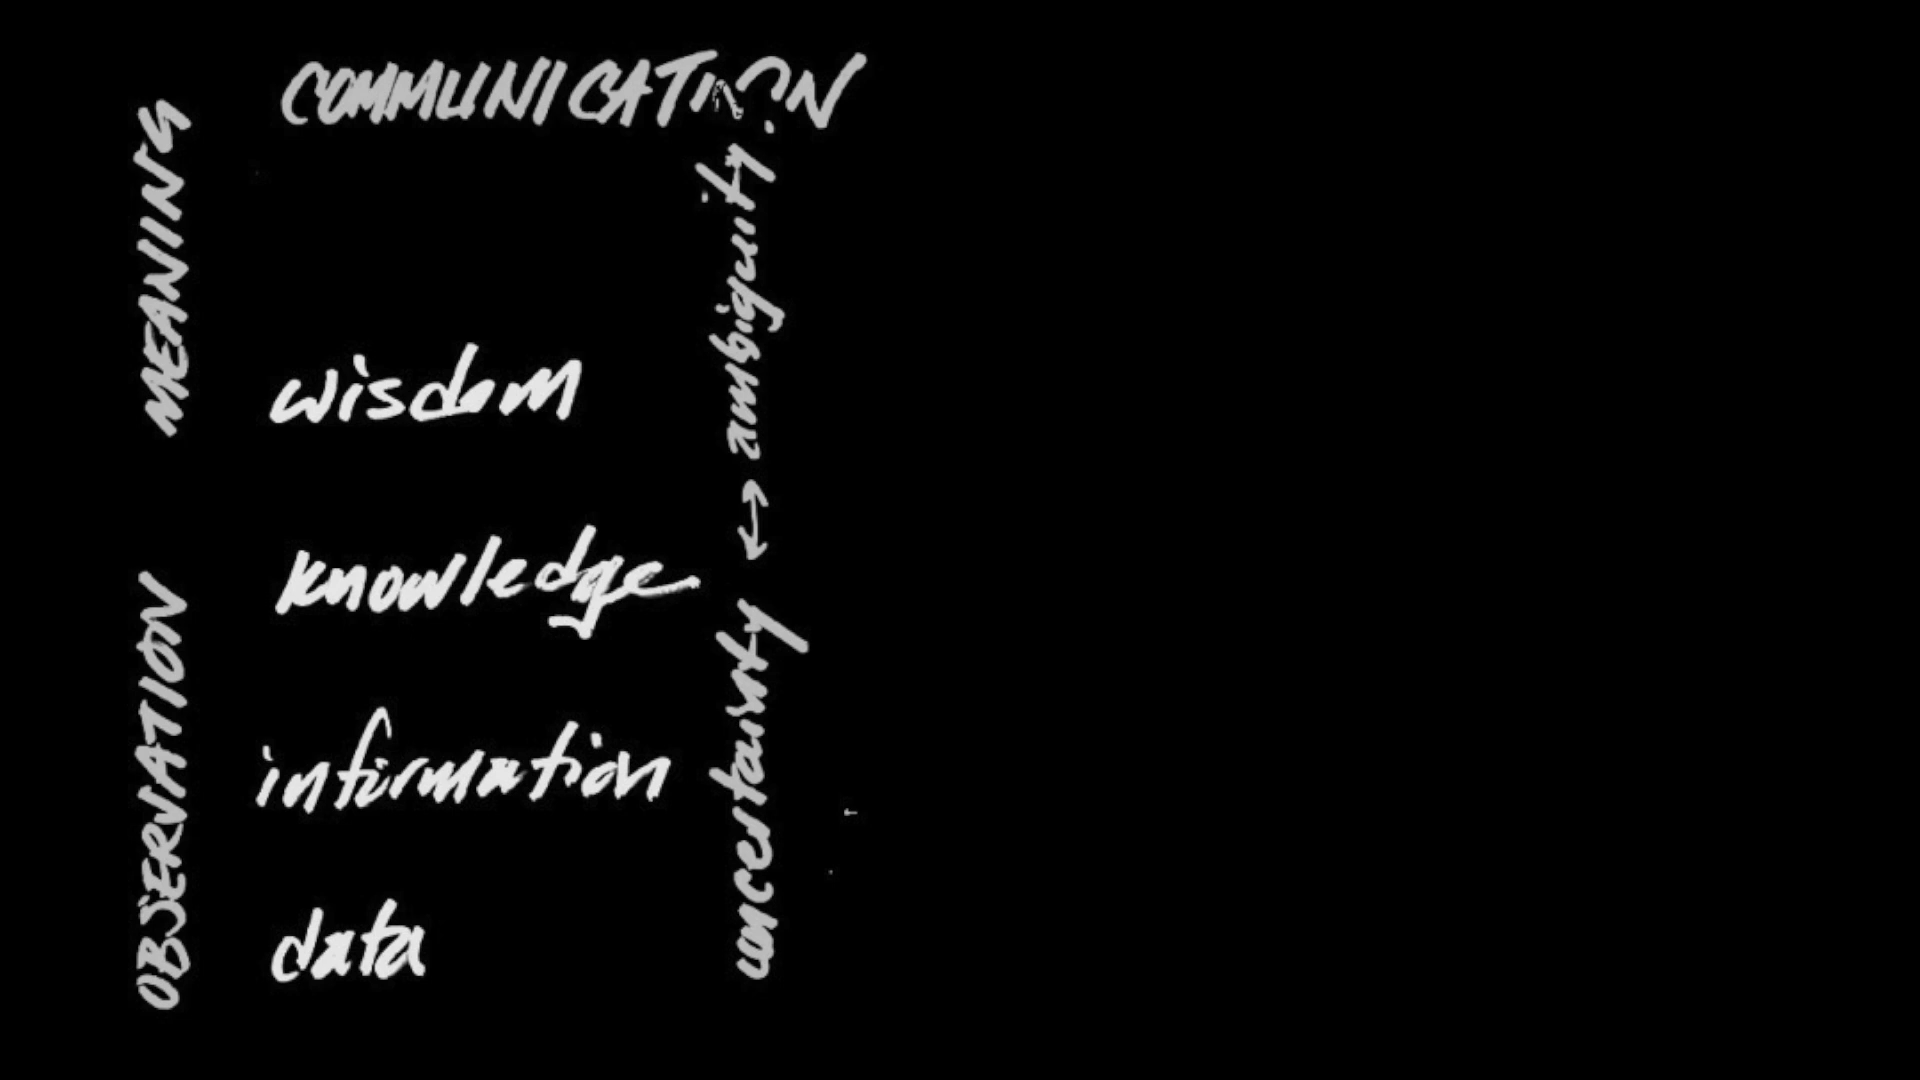 COMMUNICATION
MEANING
OBSERVATION
wisdom
knowledge
information
data
uncertainty ↔ ambiguity